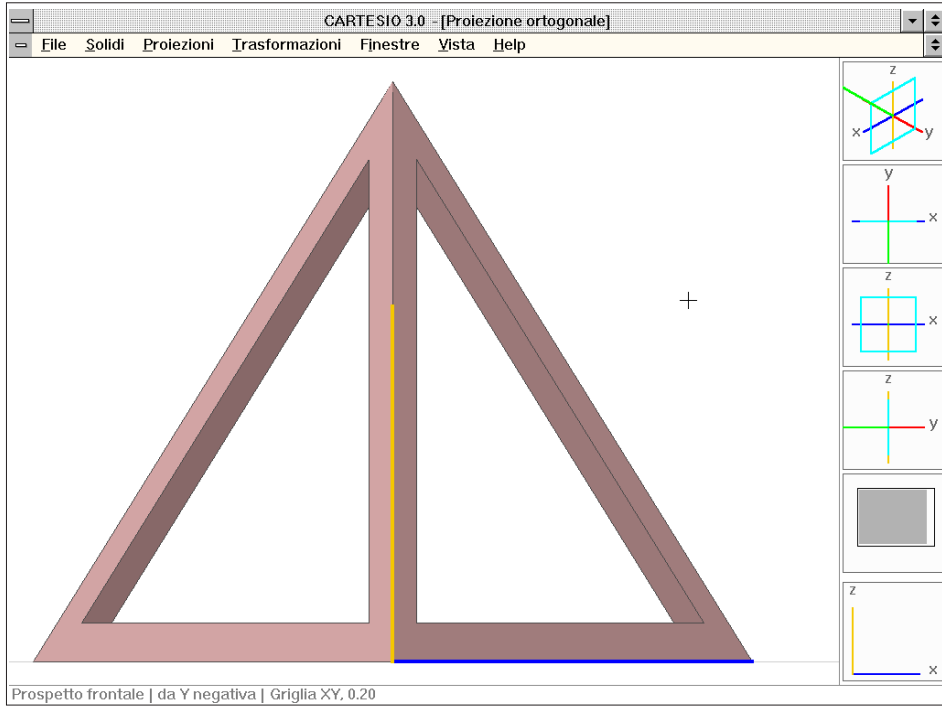 CARTESIO 3.0 - [Proiezione ortogonale]
File Solidi Proiezioni Trasformazioni Finestre Vista Help
z
x y
y
x
z
x
z
y
z
x
Prospetto frontale | da Y negativa | Griglia XY, 0.20